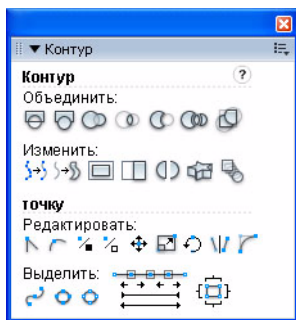 Контур
Контур ?
Объединить:
Изменить:
точку
Редактировать:
Выделить: